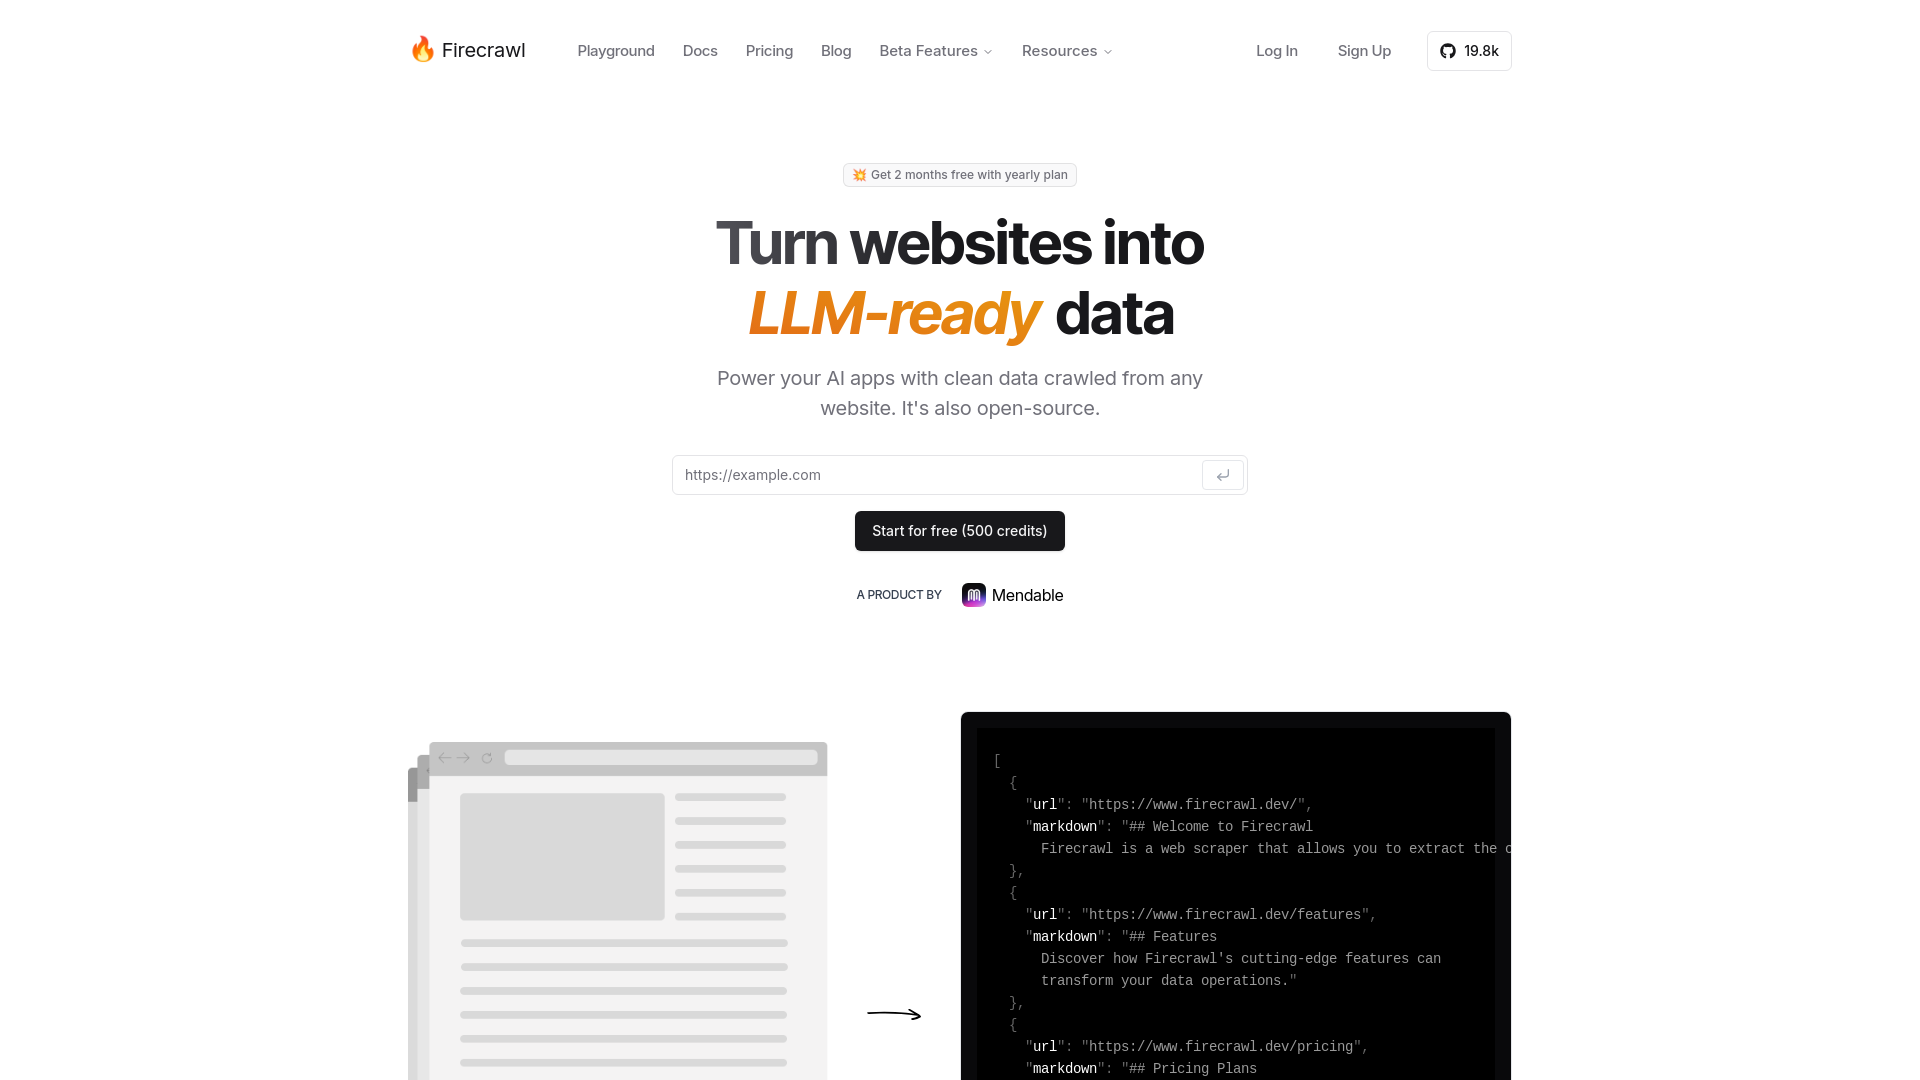 🔥 Firecrawl
Playground
Docs
Pricing
Blog
Beta Features
Resources
Log In
Sign Up
19.8k
💥 Get 2 months free with yearly plan
Turn websites into
LLM-ready data
Power your AI apps with clean data crawled from any
website. It's also open-source.
https://example.com
Start for free (500 credits)
A PRODUCT BY
Mendable
[
{
"url": "https://www.firecrawl.dev/",
"markdown": "## Welcome to Firecrawl
Firecrawl is a web scraper that allows you to extract the
},
{
"url": "https://www.firecrawl.dev/features",
"markdown": "## Features
Discover how Firecrawl's cutting-edge features can
transform your data operations."
},
{
"url": "https://www.firecrawl.dev/pricing",
"markdown": "## Pricing Plans